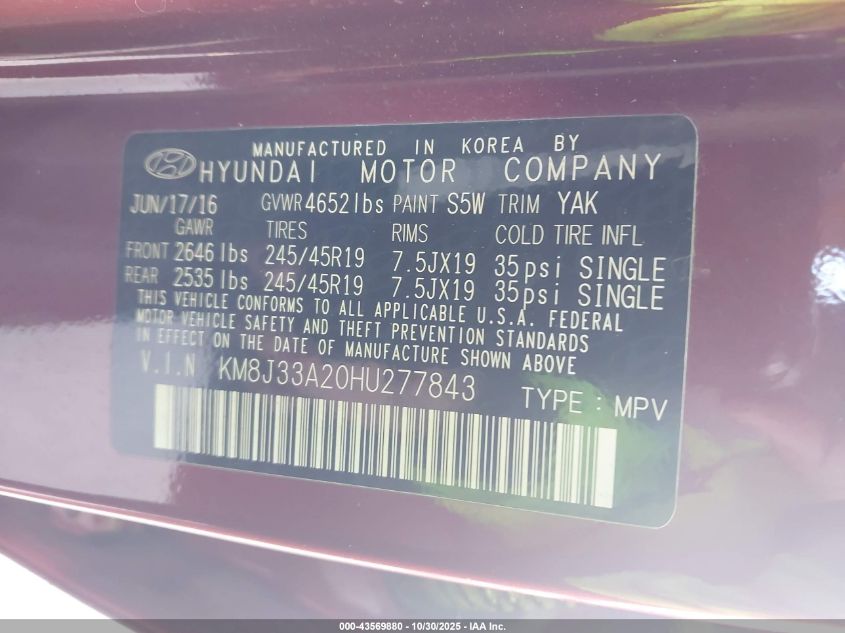 MANUFACTURED IN KOREA BY
HYUNDAI MOTOR COMPANY
JUN/17/16 GVWR 4652 lbs PAINT S5W TRIM YAK
GAWR TIRES RIMS COLD TIRE INFL
FRONT 2646 lbs 245/45R19 7.5JX19 35psi SINGLE
REAR 2535 lbs 245/45R19 7.5JX19 35psi SINGLE
THIS VEHICLE CONFORMS TO ALL APPLICABLE U.S.A. FEDERAL
MOTOR VEHICLE SAFETY AND THEFT PREVENTION STANDARDS
IN EFFECT ON THE DATE OF MANUFACTURE SHOWN ABOVE
V.I.N KM8J33A20HU277843
TYPE : MPV
000-43569880 - 10/30/2025 - IAA Inc.